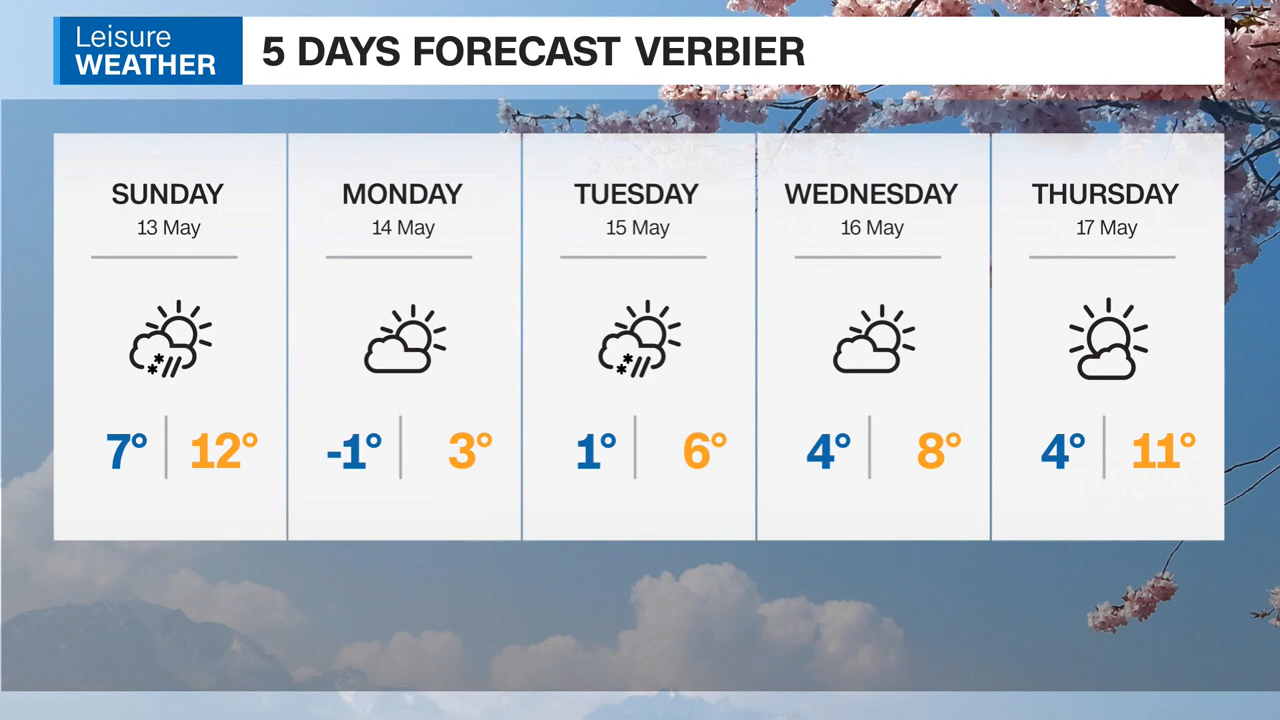 Leisure
WEATHER
5 DAYS FORECAST VERBIER
SUNDAY
13 May
7° 12°
MONDAY
14 May
-1° 3°
TUESDAY
15 May
1° 6°
WEDNESDAY
16 May
4° 8°
THURSDAY
17 May
4° 11°